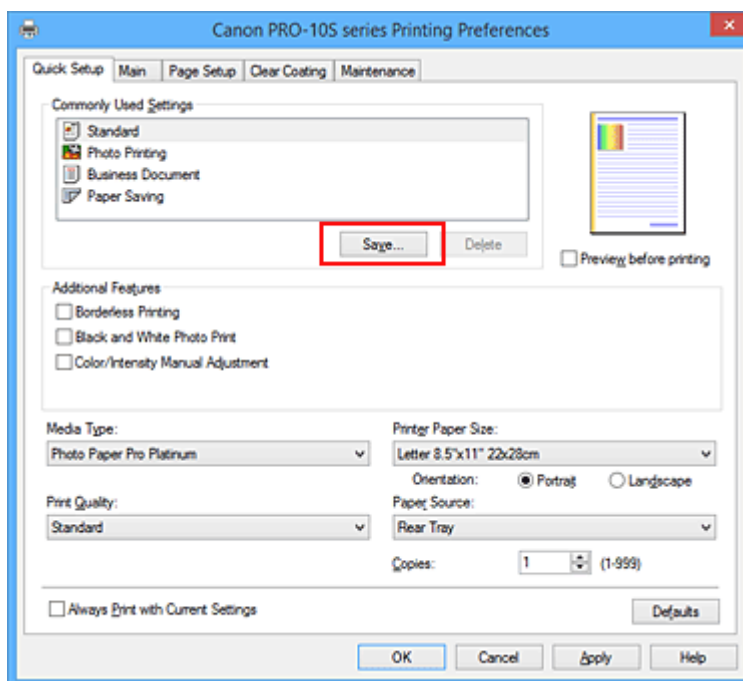 Canon PRO-10S series Printing Preferences
Quick Setup Main Page Setup Clear Coating Maintenance
Commonly Used Settings
Standard
Photo Printing
Business Document
Paper Saving
Save... Delete
Preview before printing
Additional Features
Borderless Printing
Black and White Photo Print
Color/Intensity Manual Adjustment
Media Type: Printer Paper Size:
Photo Paper Pro Platinum Letter 8.5"x11" 22x28cm
Orientation: Portrait Landscape
Print Quality: Paper Source:
Standard Rear Tray
Copies: 1 (1-999)
Always Print with Current Settings Defaults
OK Cancel Apply Help